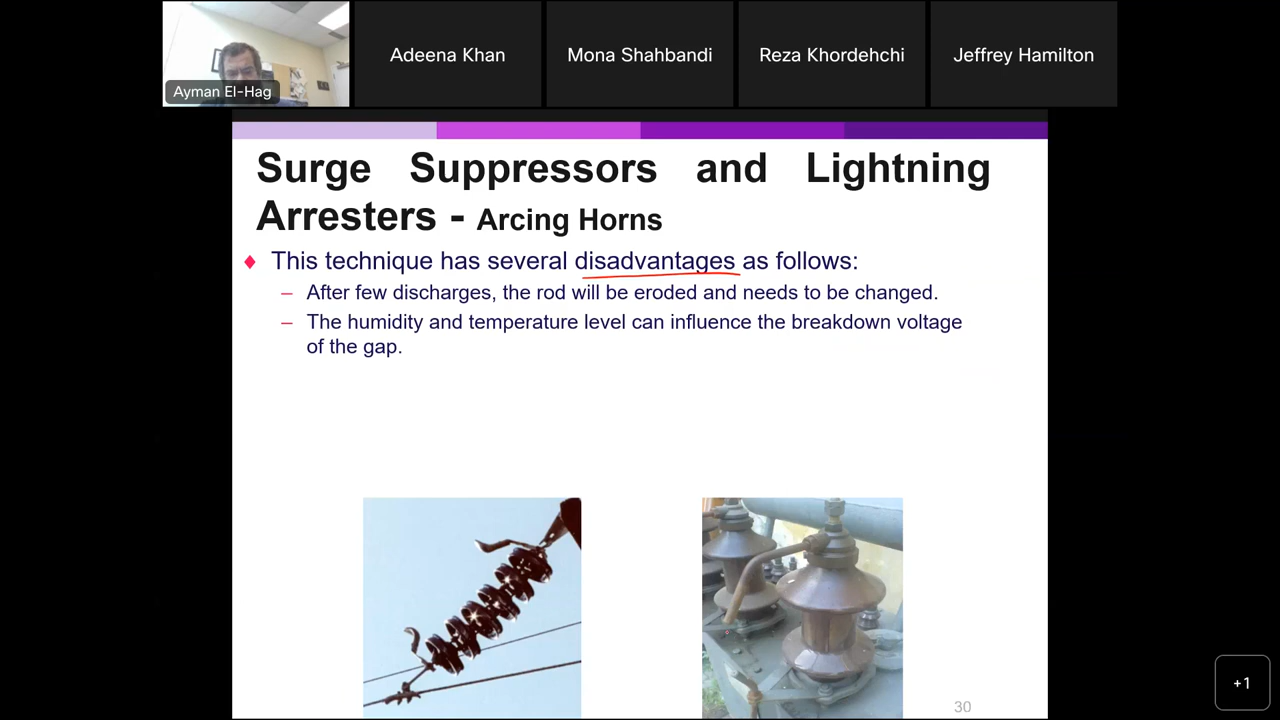 Adeena Khan
Mona Shahbandi
Reza Khordehchi
Jeffrey Hamilton
Ayman El-Hag
Surge Suppressors and Lightning
Arresters - Arcing Horns
♦ This technique has several disadvantages as follows:
– After few discharges, the rod will be eroded and needs to be changed.
– The humidity and temperature level can influence the breakdown voltage
of the gap.
+1
30